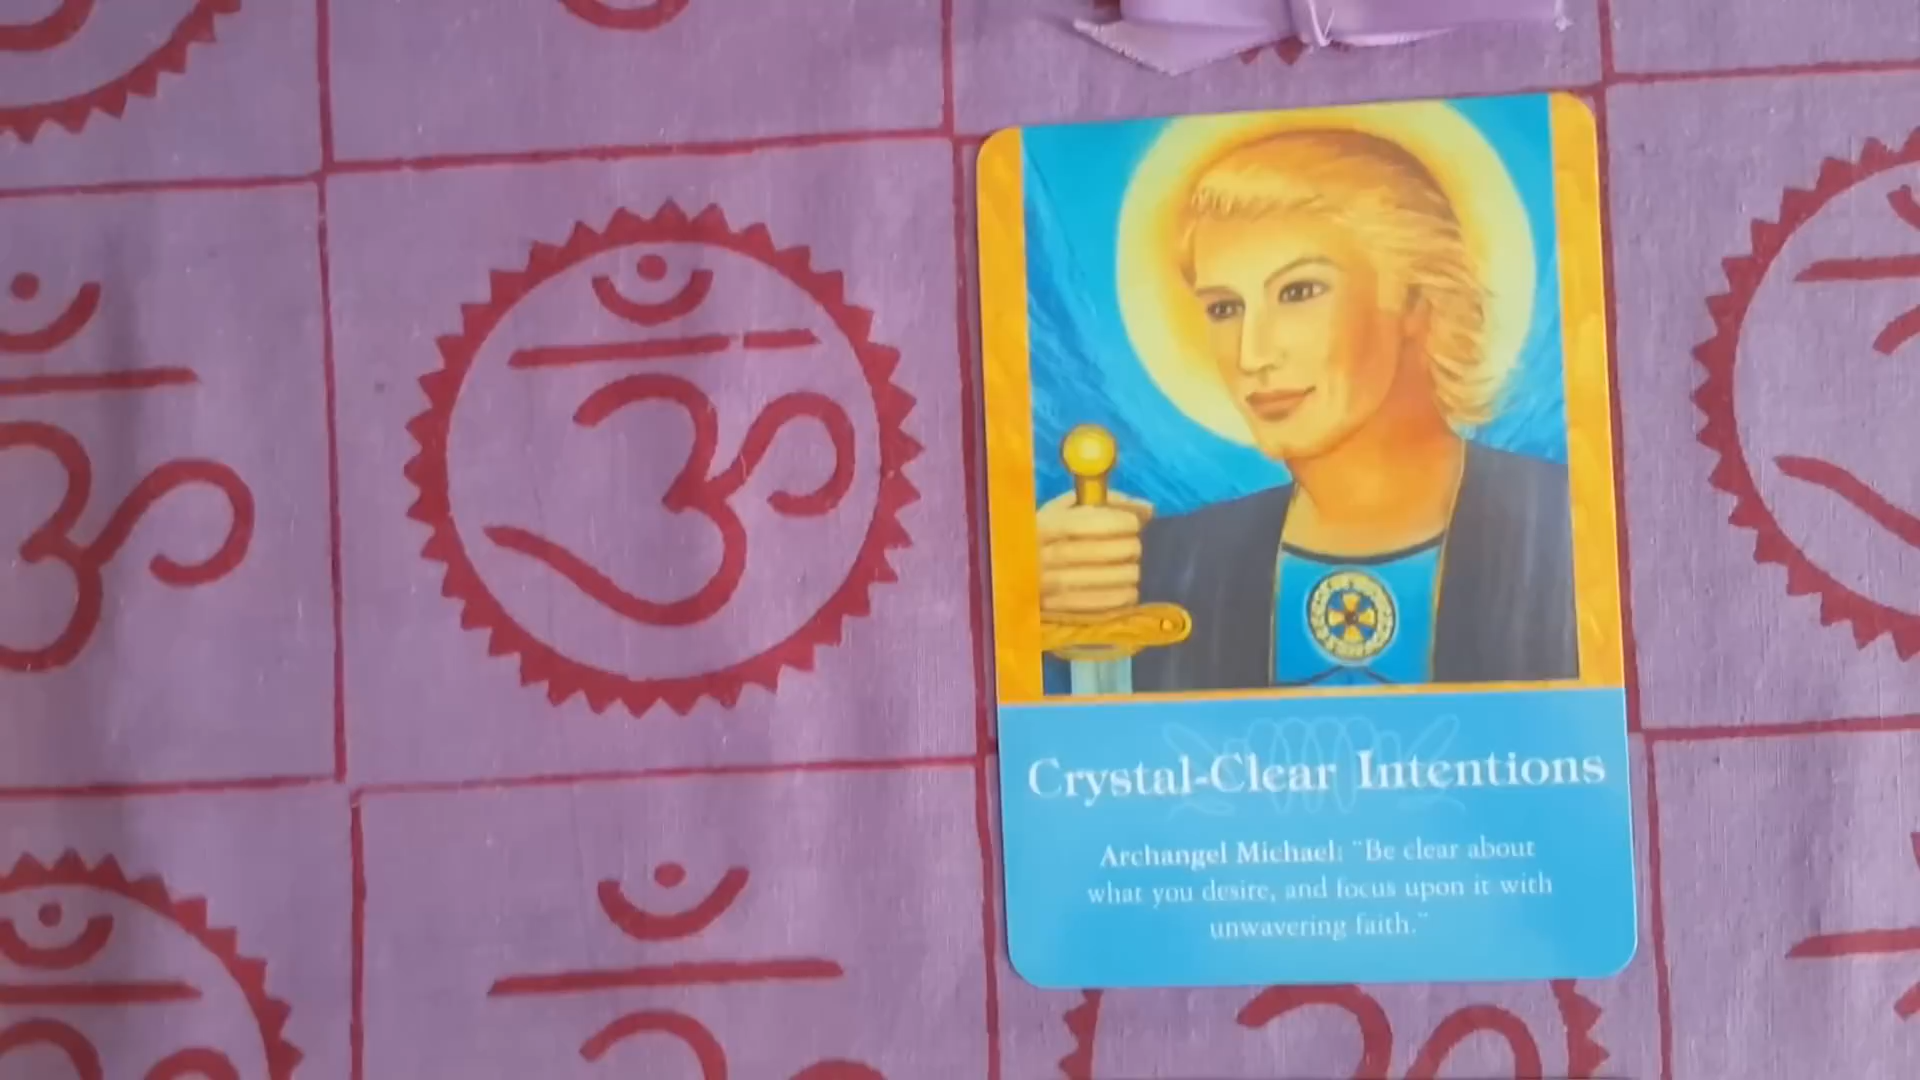 ॐ
Crystal-Clear Intentions
Archangel Michael: "Be clear about
what you desire, and focus upon it with
unwavering faith."